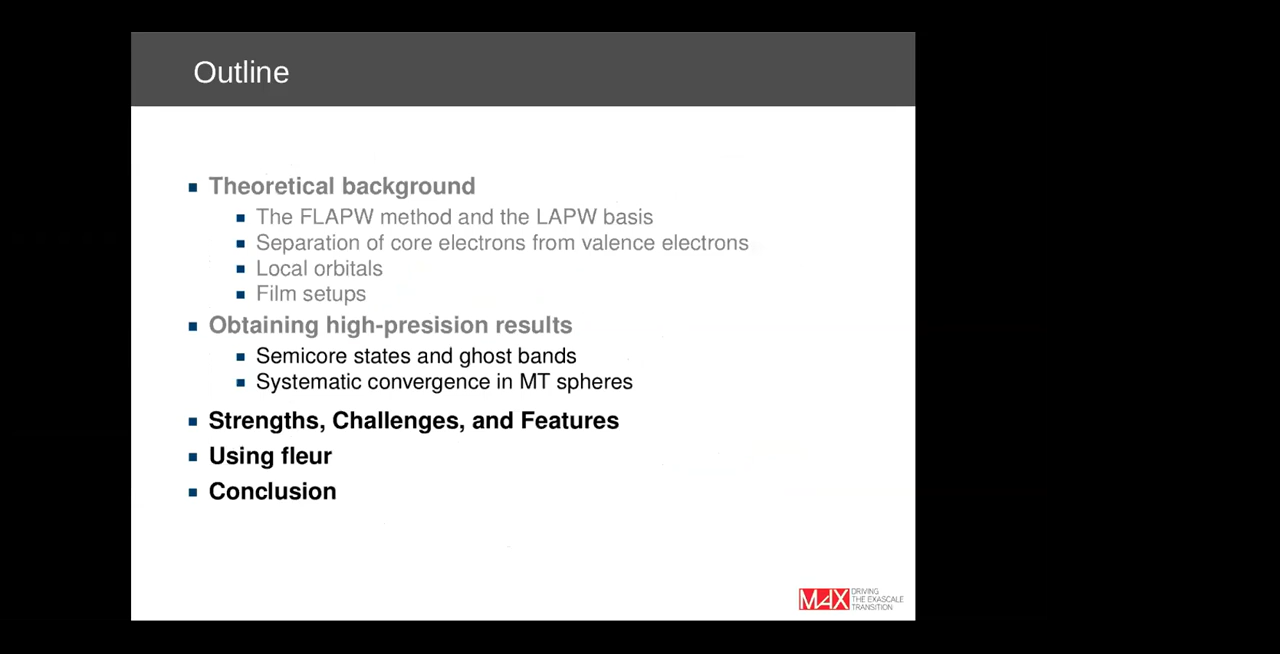 Outline
Theoretical background
The FLAPW method and the LAPW basis
Separation of core electrons from valence electrons
Local orbitals
Film setups
Obtaining high-presision results
Semicore states and ghost bands
Systematic convergence in MT spheres
Strengths, Challenges, and Features
Using fleur
Conclusion
MAX
DRIVING
THE EXASCALE
TRANSITION